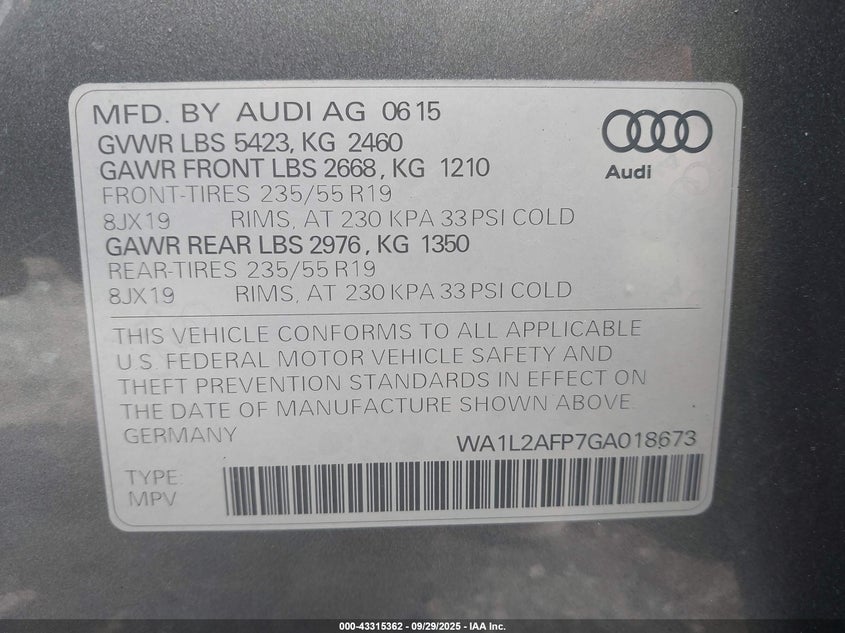 MFD. BY AUDI AG 06 15
GVWR LBS 5423, KG 2460
GAWR FRONT LBS 2668, KG 1210
FRONT-TIRES 235/55 R19
8JX19 RIMS, AT 230 KPA 33 PSI COLD
GAWR REAR LBS 2976, KG 1350
REAR-TIRES 235/55 R19
8JX19 RIMS, AT 230 KPA 33 PSI COLD
Audi
THIS VEHICLE CONFORMS TO ALL APPLICABLE
U.S. FEDERAL MOTOR VEHICLE SAFETY AND
THEFT PREVENTION STANDARDS IN EFFECT ON
THE DATE OF MANUFACTURE SHOWN ABOVE.
GERMANY
WA1L2AFP7GA018673
TYPE:
MPV
000-43315362 - 09/29/2025 - IAA Inc.